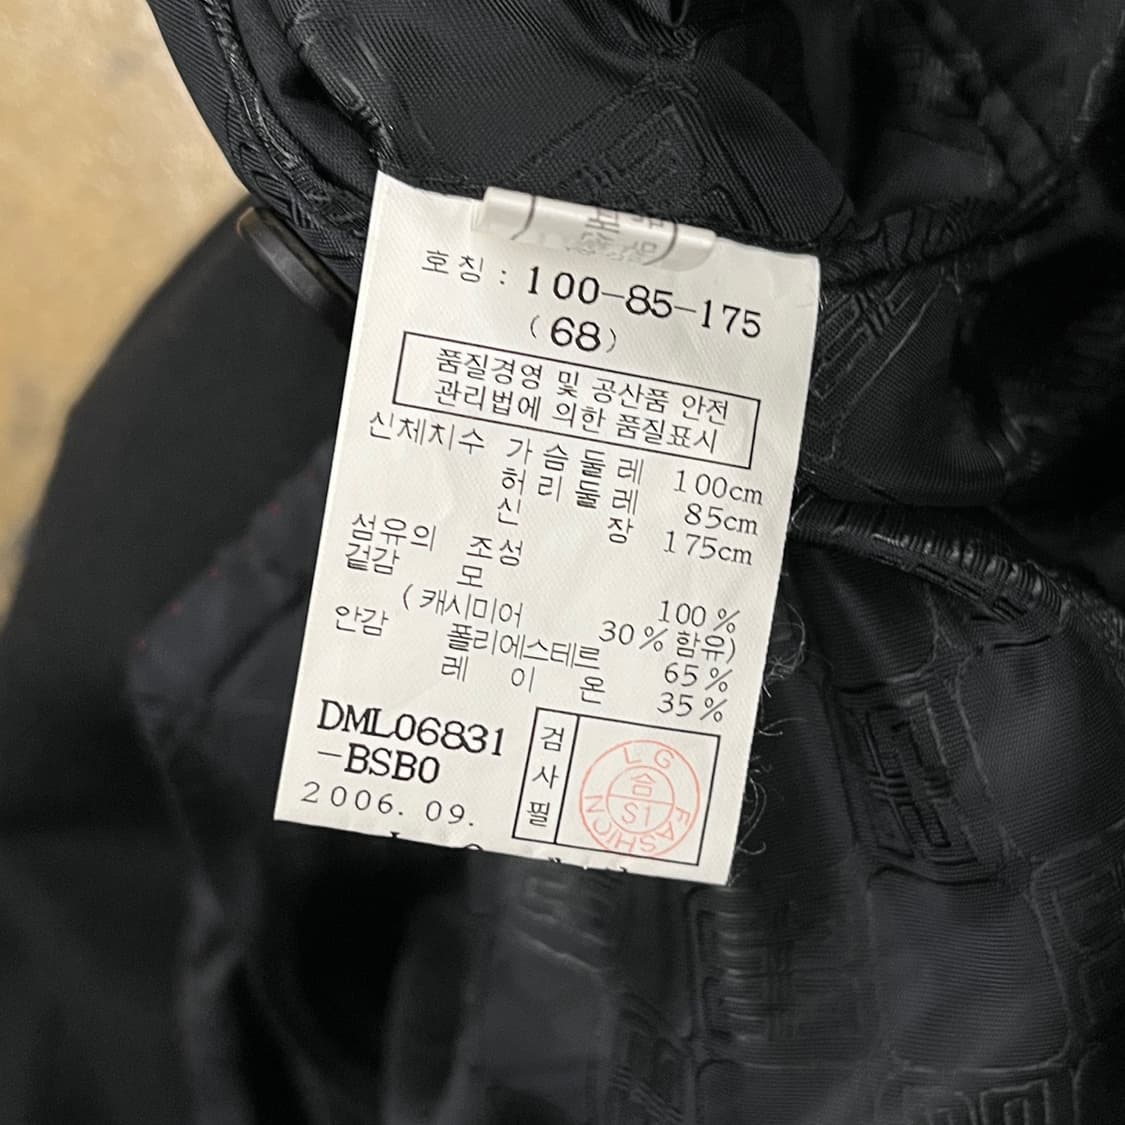 호칭 : 100-85-175
(68)
품질경영 및 공산품 안전
관리법에 의한 품질표시
신체치수 가슴둘레 100cm
허리둘레 85cm
신 장 175cm
섬유의 조성
겉감 모 100%
(캐시미어 30% 함유)
안감 폴리에스테르 65%
레이온 35%
DML06831
-BSB0
2006. 09.
검사필
LG FASHION
합
S1